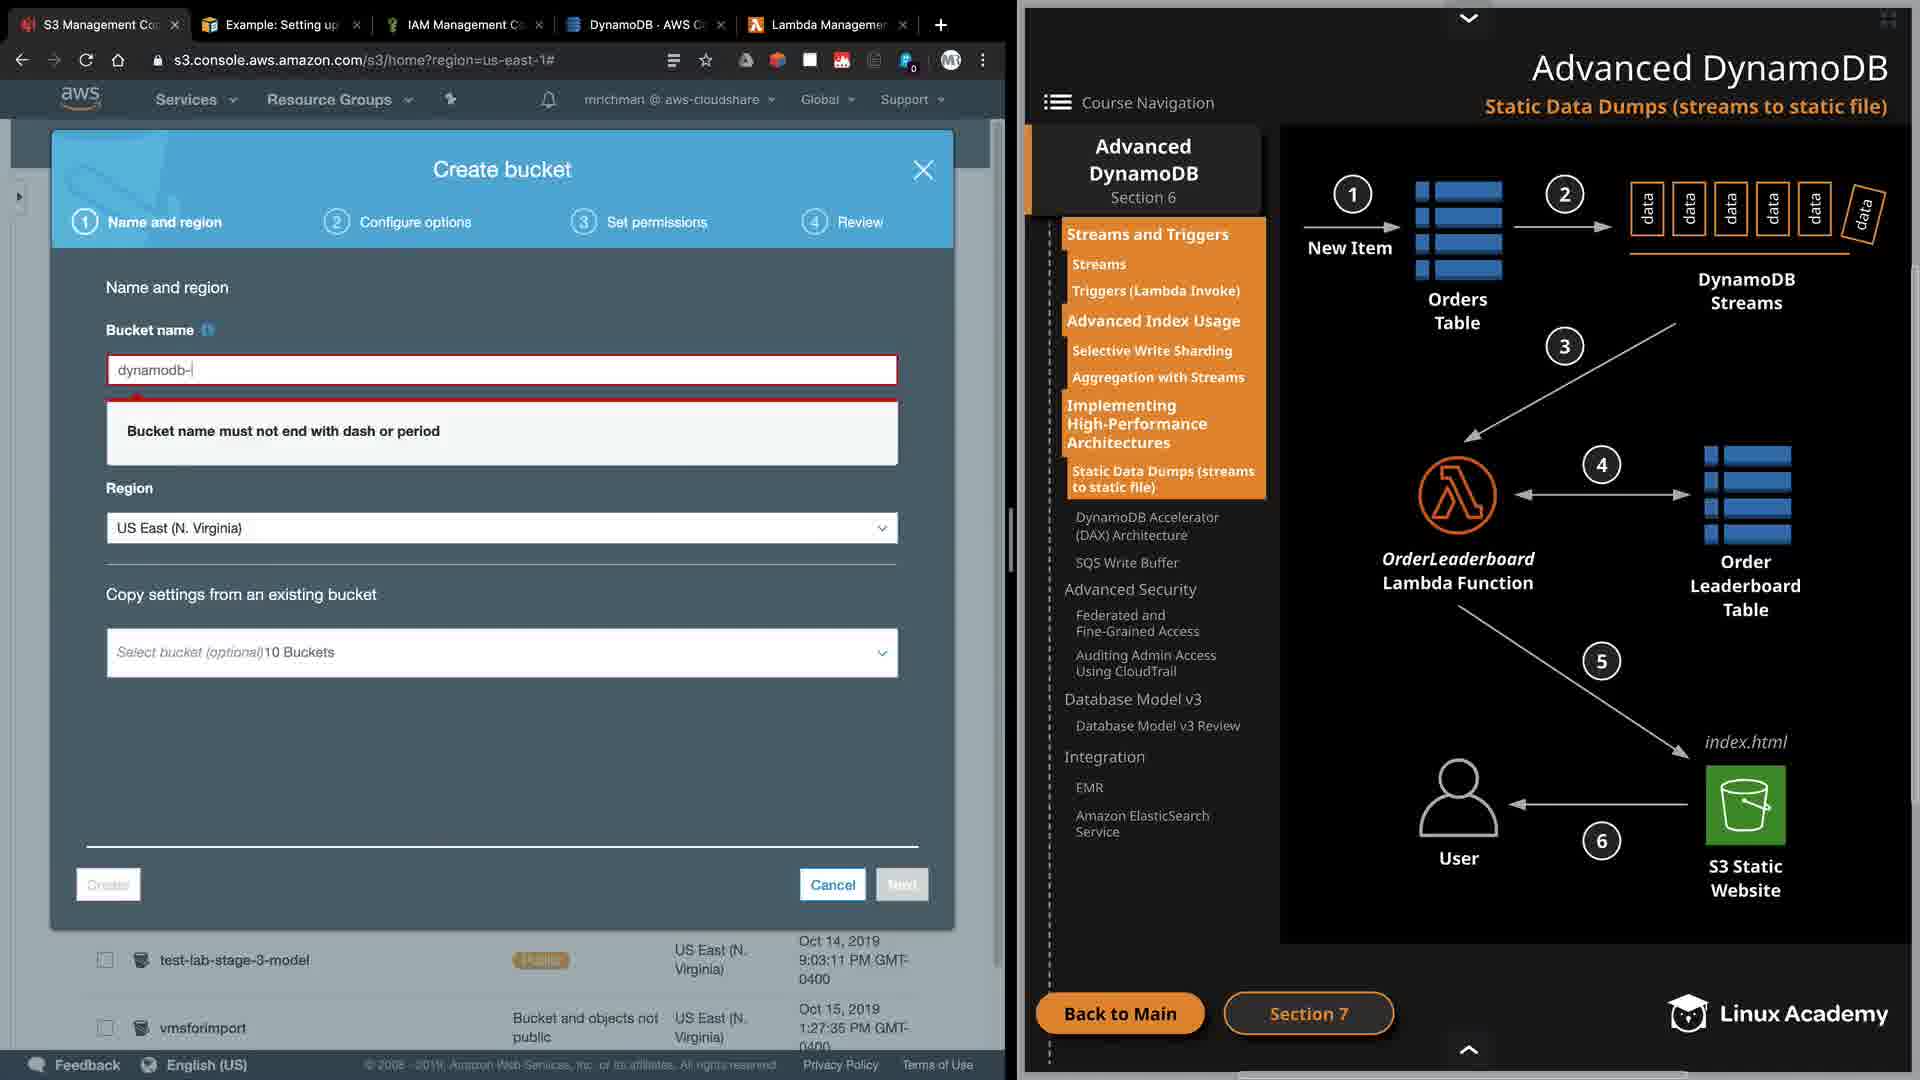 S3 Management Co
Example: Setting up
IAM Management Co
DynamoDB · AWS C
Lambda Managemen
s3.console.aws.amazon.com/s3/home?region=us-east-1#
aws
Services
Resource Groups
mrichman @ aws-cloudshare
Global
Support
Create bucket
1 Name and region
2 Configure options
3 Set permissions
4 Review
Name and region
Bucket name
dynamodb-
Bucket name must not end with dash or period
Region
US East (N. Virginia)
Copy settings from an existing bucket
Select bucket (optional)10 Buckets
Create
Cancel
Next
test-lab-stage-3-model
Public
US East (N.
Virginia)
Oct 14, 2019
9:03:11 PM GMT-
0400
vmsforimport
Bucket and objects not
public
US East (N.
Virginia)
Oct 15, 2019
1:27:35 PM GMT-
0400
Feedback
English (US)
© 2008 - 2019, Amazon Web Services, Inc. or its affiliates. All rights reserved.
Privacy Policy
Terms of Use
Advanced DynamoDB
Static Data Dumps (streams to static file)
Course Navigation
Advanced
DynamoDB
Section 6
Streams and Triggers
Streams
Triggers (Lambda Invoke)
Advanced Index Usage
Selective Write Sharding
Aggregation with Streams
Implementing
High-Performance
Architectures
Static Data Dumps (streams
to static file)
DynamoDB Accelerator
(DAX) Architecture
SQS Write Buffer
Advanced Security
Federated and
Fine-Grained Access
Auditing Admin Access
Using CloudTrail
Database Model v3
Database Model v3 Review
Integration
EMR
Amazon ElasticSearch
Service
1
New Item
Orders
Table
2
data
data
data
data
data
data
DynamoDB
Streams
3
OrderLeaderboard
Lambda Function
4
Order
Leaderboard
Table
5
index.html
S3 Static
Website
6
User
Back to Main
Section 7
Linux Academy